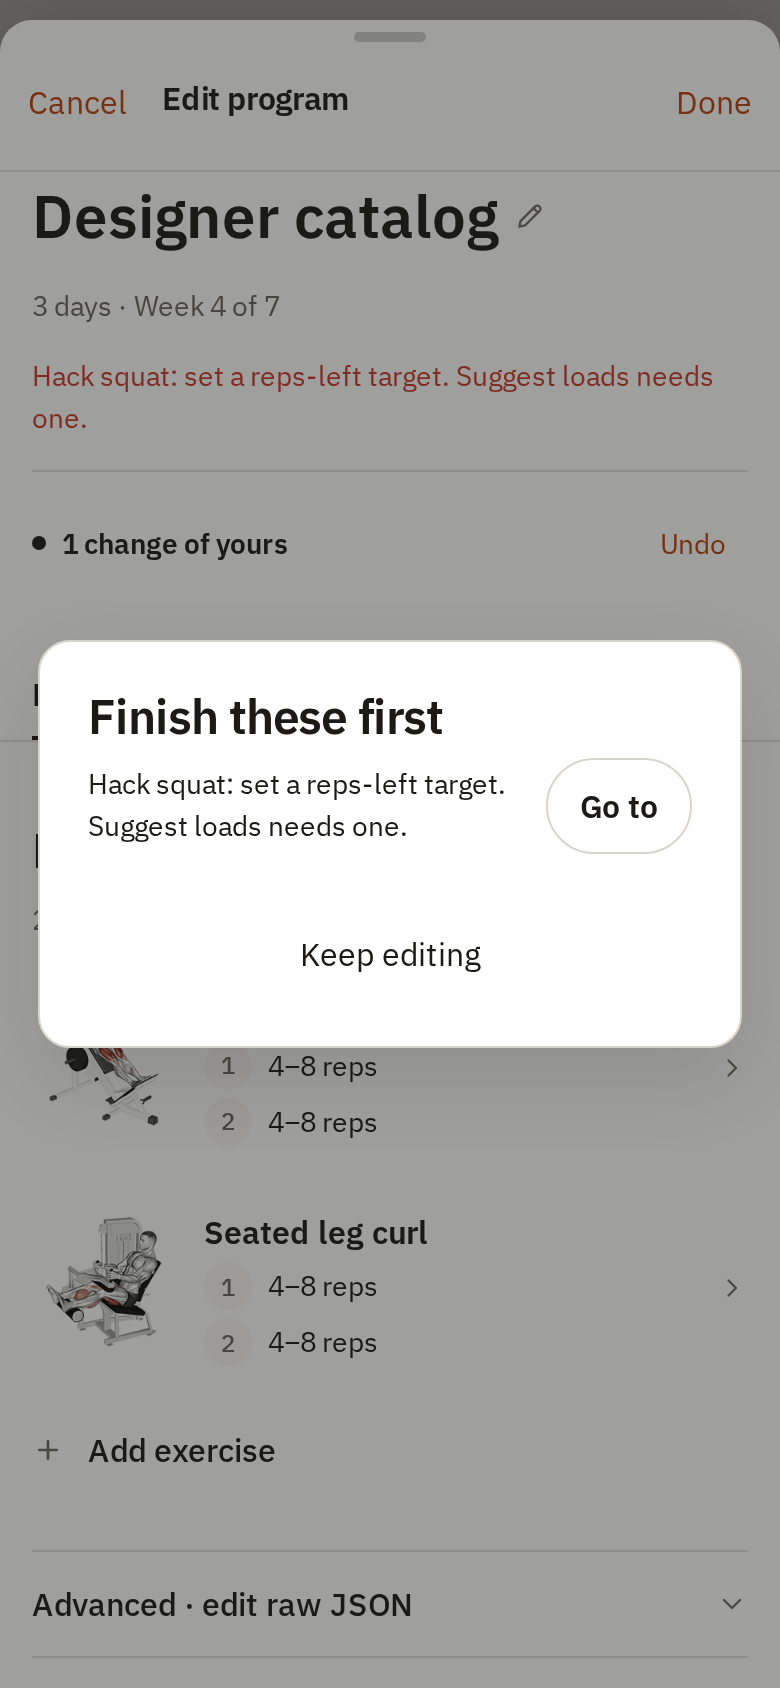 Cancel
Edit program
Done
Designer catalog
3 days · Week 4 of 7
Hack squat: set a reps-left target. Suggest loads needs
one.
1 change of yours
Undo
Finish these first
Hack squat: set a reps-left target.
Suggest loads needs one.
Go to
Keep editing
1 4–8 reps
2 4–8 reps
Seated leg curl
1 4–8 reps
2 4–8 reps
Add exercise
Advanced · edit raw JSON